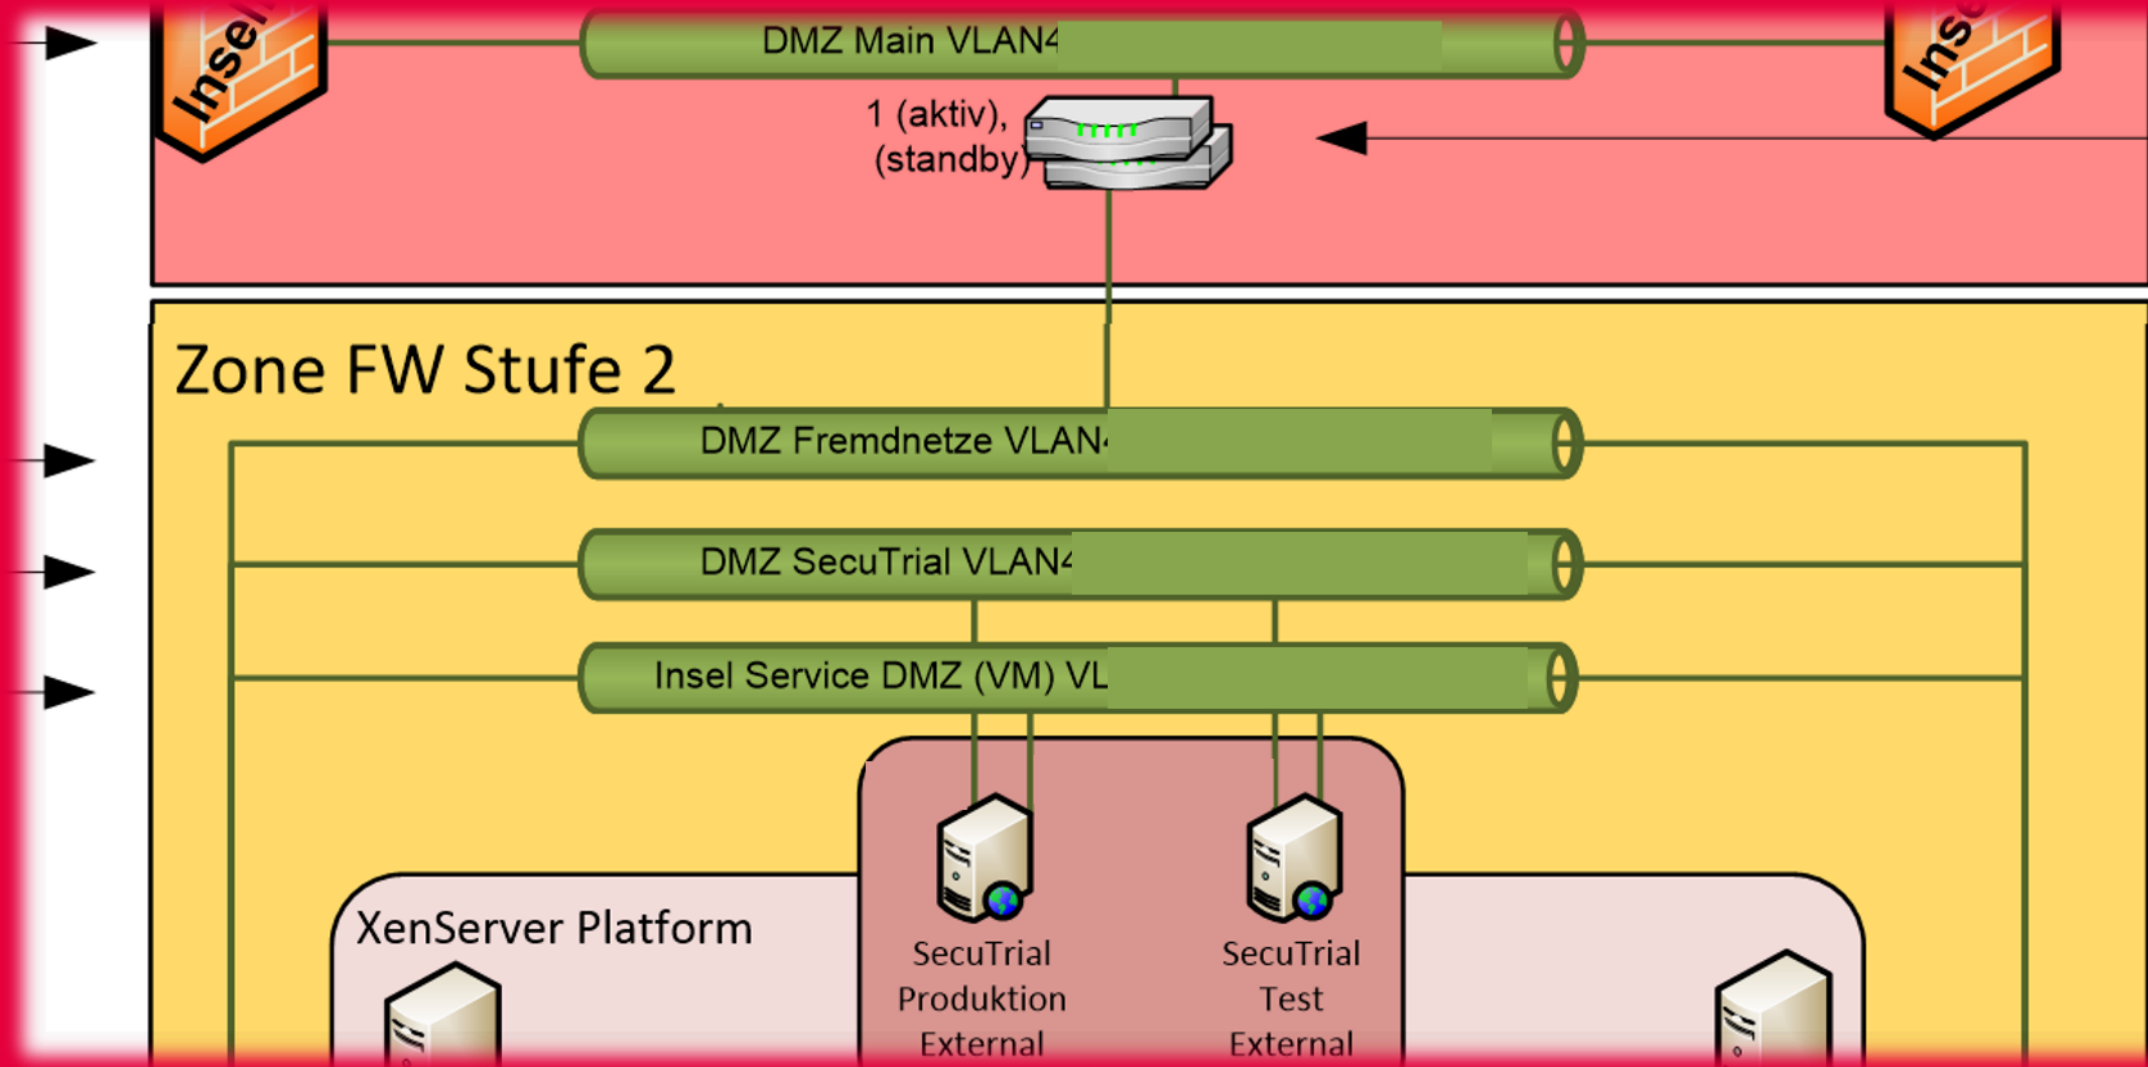 Insel
DMZ Main VLAN4
Inse
1 (aktiv),
(standby)
Zone FW Stufe 2
DMZ Fremdnetze VLAN
DMZ SecuTrial VLAN4
Insel Service DMZ (VM) VL
XenServer Platform
SecuTrial
Produktion
External
SecuTrial
Test
External